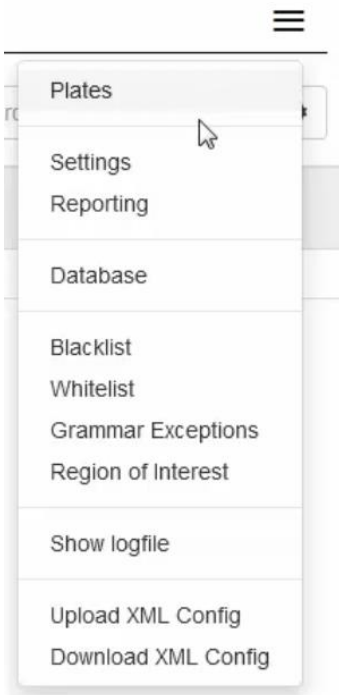 Plates
Settings
Reporting
Database
Blacklist
Whitelist
Grammar Exceptions
Region of Interest
Show logfile
Upload XML Config
Download XML Config